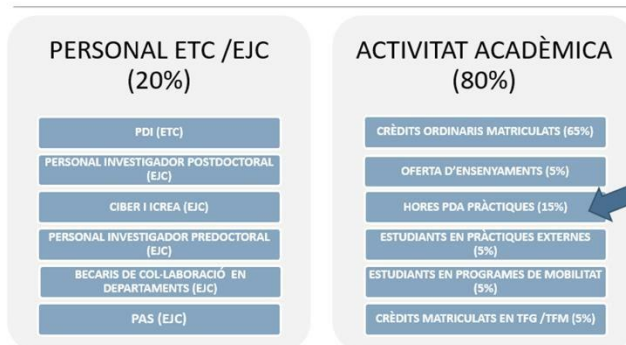 PERSONAL ETC /EJC
(20%)
PDI (ETC)
PERSONAL INVESTIGADOR POSTDOCTORAL
(EJC)
CIBER I ICREA (EJC)
PERSONAL INVESTIGADOR PREDOCTORAL
(EJC)
BECARIS DE COL·LABORACIÓ EN
DEPARTAMENTS (EJC)
PAS (EJC)
ACTIVITAT ACADÈMICA
(80%)
CRÈDITS ORDINARIS MATRICULATS (65%)
OFERTA D'ENSENYAMENTS (5%)
HORES PDA PRÀCTIQUES (15%)
ESTUDIANTS EN PRÀCTIQUES EXTERNES
(5%)
ESTUDIANTS EN PROGRAMES DE MOBILITAT
(5%)
CRÈDITS MATRICULATS EN TFG /TFM (5%)